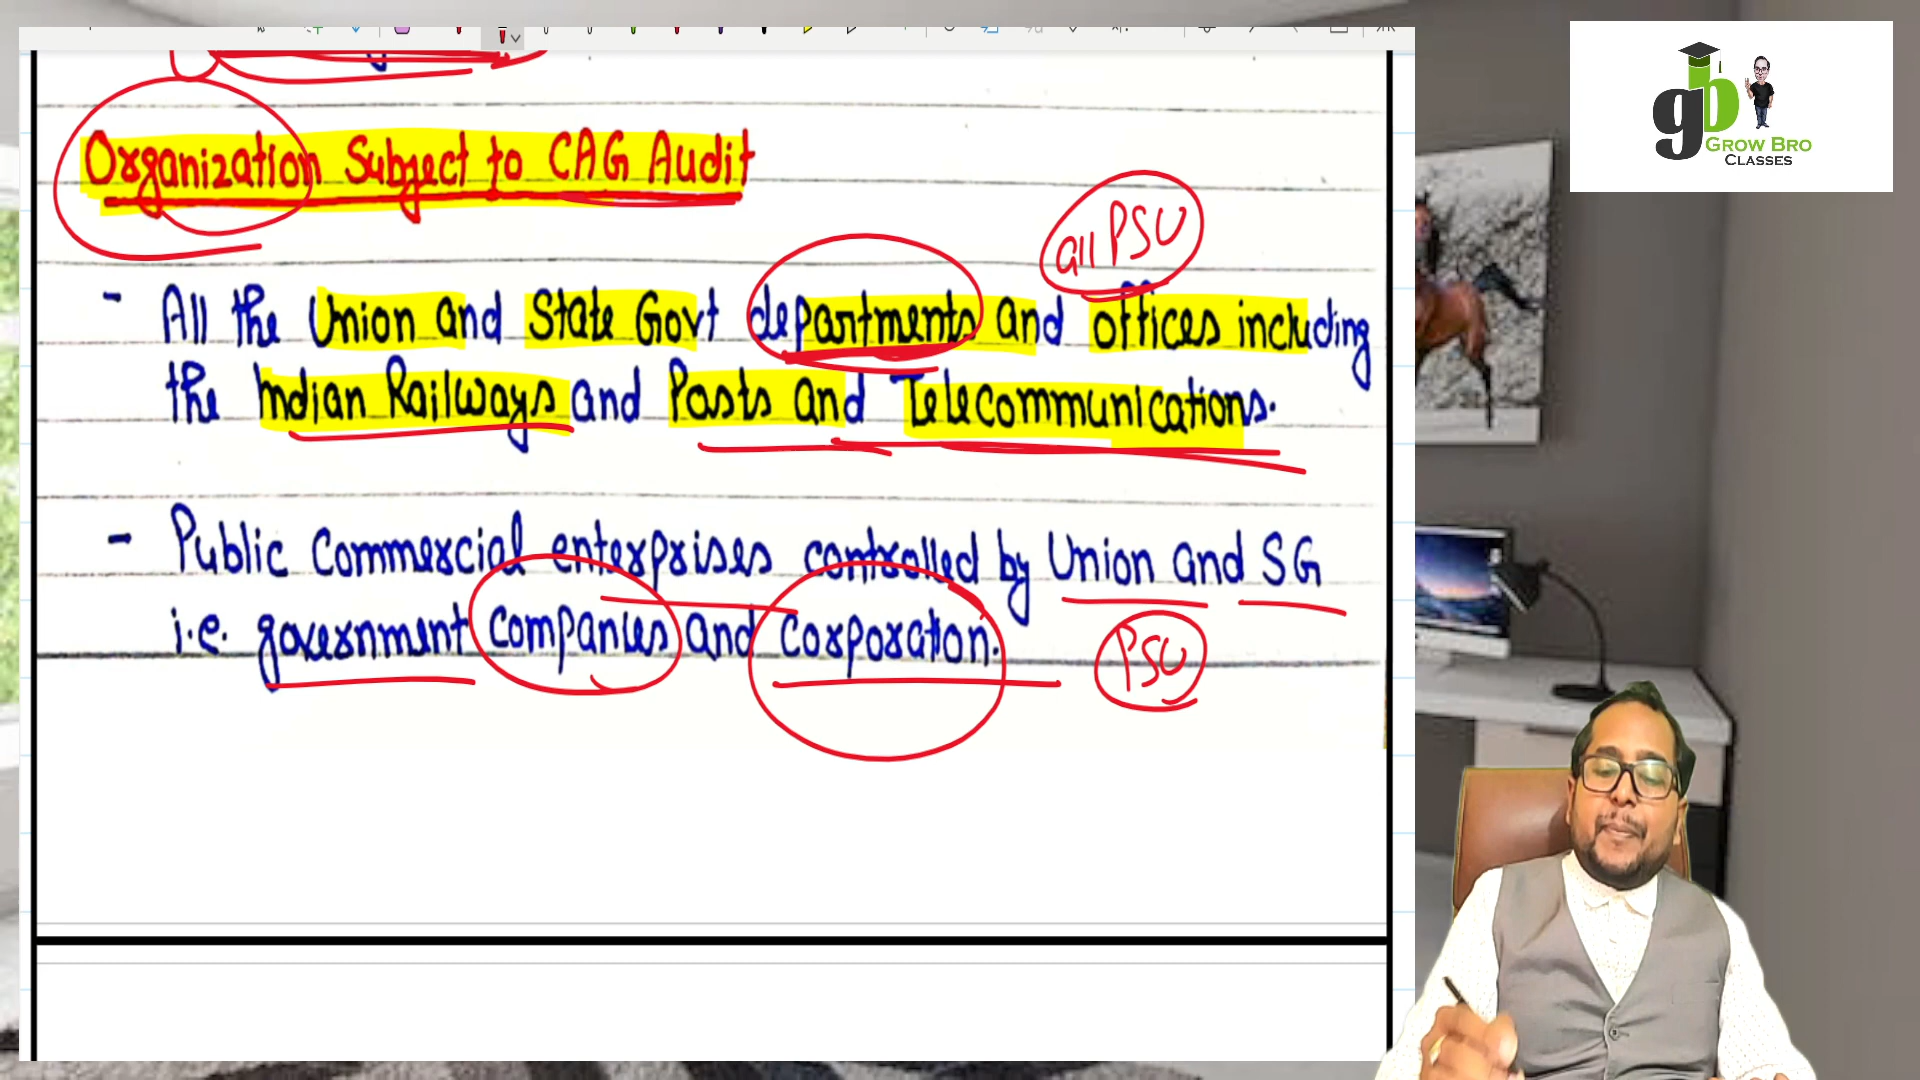 gb
GROW BRO
CLASSES
Organization Subject to CAG Audit
all PSU
- All the Union and State Govt departments and offices including
the Indian Railways and Posts and Telecommunications.
- Public Commercial enterprises controlled by Union and SG
i.e. government companies and corporation.
PSU